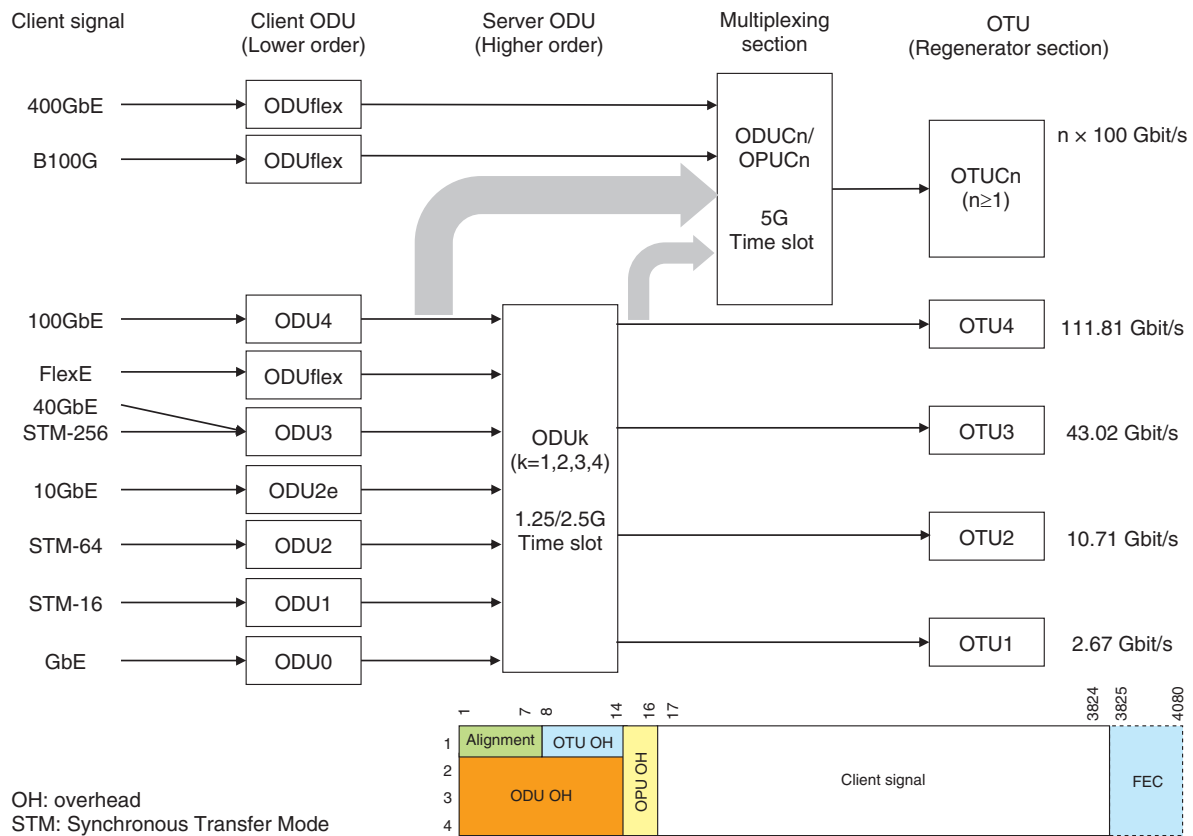 Client signal
Client ODU
(Lower order)
Server ODU
(Higher order)
Multiplexing
section
OTU
(Regenerator section)
400GbE
ODUflex
B100G
ODUflex
ODUCn/
OPUCn
5G
Time slot
OTUCn
(n≥1)
n × 100 Gbit/s
100GbE
ODU4
FlexE
ODUflex
40GbE
STM-256
ODU3
10GbE
ODU2e
STM-64
ODU2
STM-16
ODU1
GbE
ODU0
ODUk
(k=1,2,3,4)
1.25/2.5G
Time slot
OTU4
111.81 Gbit/s
OTU3
43.02 Gbit/s
OTU2
10.71 Gbit/s
OTU1
2.67 Gbit/s
1
7
8
14
16
17
3824
3825
4080
1
2
3
4
Alignment
OTU OH
ODU OH
OPU OH
Client signal
FEC
OH: overhead
STM: Synchronous Transfer Mode